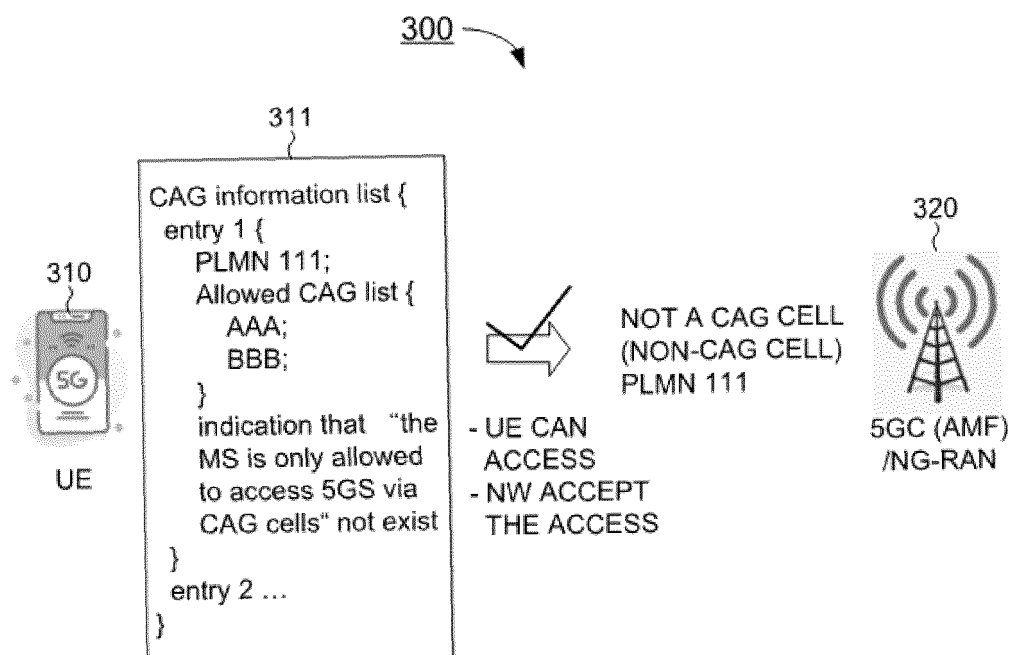 300
311
CAG information list {
entry 1 {
PLMN 111;
Allowed CAG list {
AAA;
BBB;
}
indication that "the
MS is only allowed
to access 5GS via
CAG cells" not exist
}
entry 2 ...
}
310
5G
UE
- UE CAN
ACCESS
- NW ACCEPT
THE ACCESS
NOT A CAG CELL
(NON-CAG CELL)
PLMN 111
320
5GC (AMF)
/NG-RAN